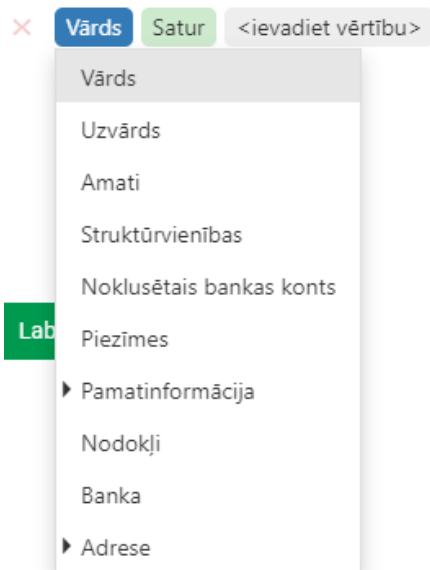 Vārds Satur <ievadiet vērtību>
Vārds
Uzvārds
Amati
Struktūrvienības
Noklusētais bankas konts
Lab
Piezīmes
Pamatinformācija
Nodokļi
Banka
Adrese